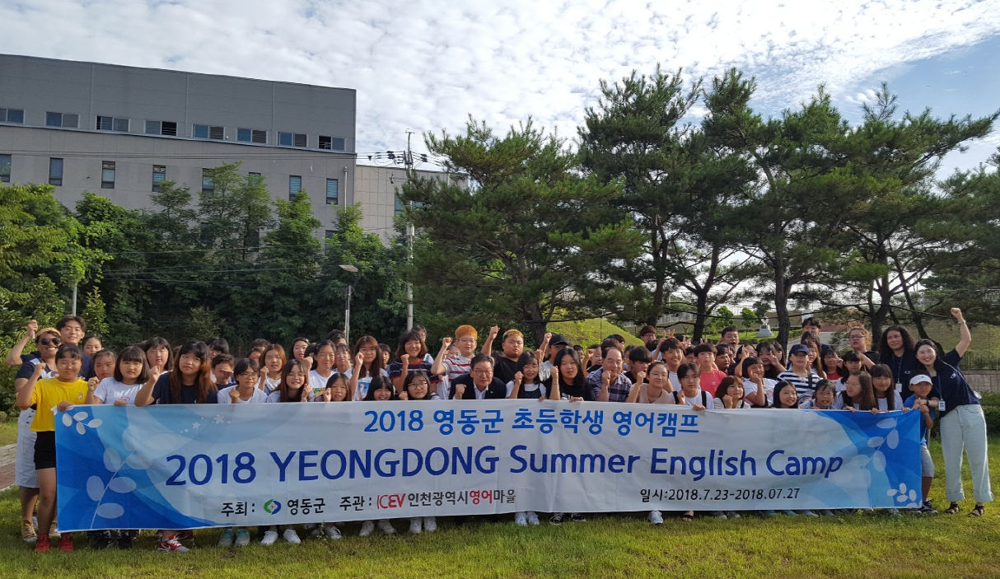 2018 영동군 초등학생 영어캠프
2018 YEONGDONG Summer English Camp
주최 : 영동군 주관 : ICEV 인천광역시영어마을 일시:2018.7.23-2018.07.27